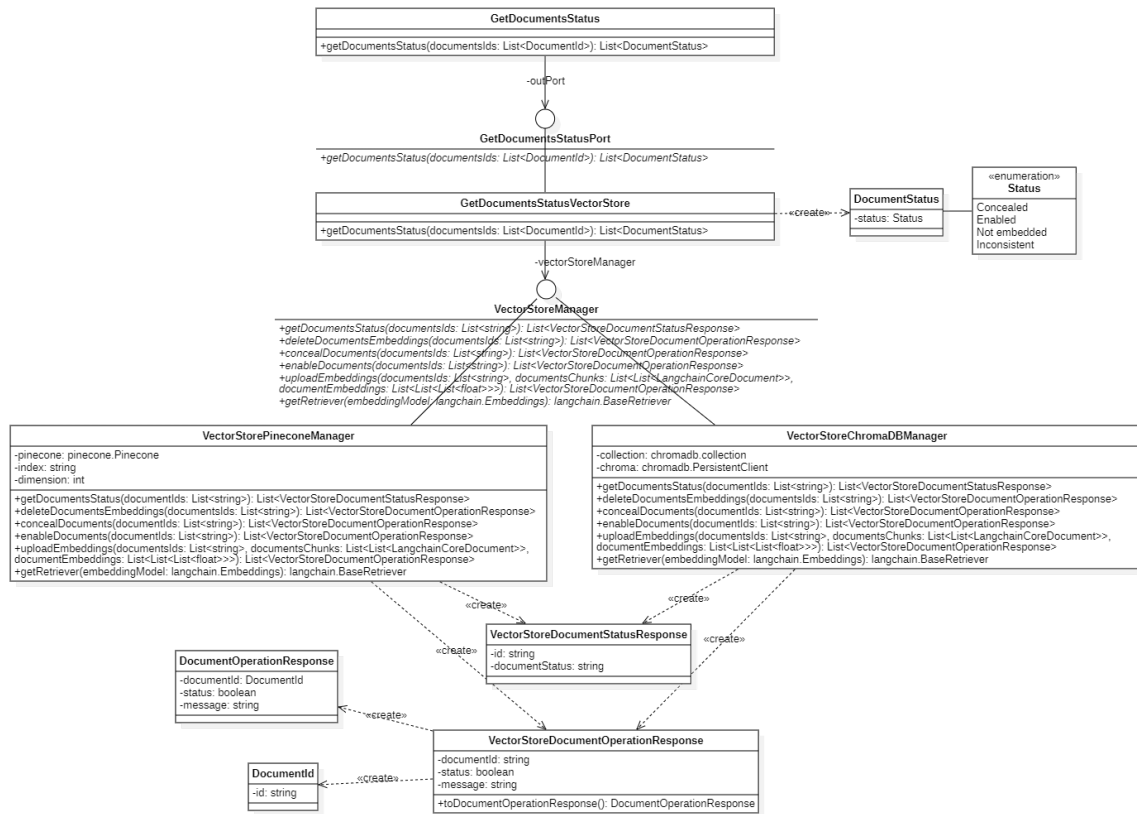 GetDocumentsStatus
+getDocumentsStatus(documentsIds: List<DocumentId>): List<DocumentStatus>
-outPort
GetDocumentsStatusPort
+getDocumentsStatus(documentsIds: List<DocumentId>): List<DocumentStatus>
GetDocumentsStatusVectorStore
+getDocumentsStatus(documentsIds: List<DocumentId>): List<DocumentStatus>
«create»
DocumentStatus
-status: Status
«enumeration»
Status
Concealed
Enabled
Not embedded
Inconsistent
-vectorStoreManager
VectorStoreManager
+getDocumentsStatus(documentsIds: List<string>): List<VectorStoreDocumentStatusResponse>
+deleteDocumentsEmbeddings(documentsIds: List<string>): List<VectorStoreDocumentOperationResponse>
+concealDocuments(documentsIds: List<string>): List<VectorStoreDocumentOperationResponse>
+enableDocuments(documentsIds: List<string>): List<VectorStoreDocumentOperationResponse>
+uploadEmbeddings(documentsIds: List<string>, documentsChunks: List<List<LangchainCoreDocument>>,
documentEmbeddings: List<List<List<float>>>): List<VectorStoreDocumentOperationResponse>
+getRetriever(embeddingModel: langchain.Embeddings): langchain.BaseRetriever
VectorStorePineconeManager
-pinecone: pinecone.Pinecone
-index: string
-dimension: int
+getDocumentsStatus(documentIds: List<string>): List<VectorStoreDocumentStatusResponse>
+deleteDocumentsEmbeddings(documentsIds: List<string>): List<VectorStoreDocumentOperationResponse>
+concealDocuments(documentIds: List<string>): List<VectorStoreDocumentOperationResponse>
+enableDocuments(documentIds: List<string>): List<VectorStoreDocumentOperationResponse>
+uploadEmbeddings(documentsIds: List<string>, documentsChunks: List<List<LangchainCoreDocument>>,
documentEmbeddings: List<List<List<float>>>): List<VectorStoreDocumentOperationResponse>
+getRetriever(embeddingModel: langchain.Embeddings): langchain.BaseRetriever
VectorStoreChromaDBManager
-collection: chromadb.collection
-chroma: chromadb.PersistentClient
+getDocumentsStatus(documentIds: List<string>): List<VectorStoreDocumentStatusResponse>
+deleteDocumentsEmbeddings(documentsIds: List<string>): List<VectorStoreDocumentOperationResponse>
+concealDocuments(documentIds: List<string>): List<VectorStoreDocumentOperationResponse>
+enableDocuments(documentIds: List<string>): List<VectorStoreDocumentOperationResponse>
+uploadEmbeddings(documentsIds: List<string>, documentsChunks: List<List<LangchainCoreDocument>>,
documentEmbeddings: List<List<List<float>>>): List<VectorStoreDocumentOperationResponse>
+getRetriever(embeddingModel: langchain.Embeddings): langchain.BaseRetriever
«create»
«create»
«create»
«create»
VectorStoreDocumentStatusResponse
-id: string
-documentStatus: string
DocumentOperationResponse
-documentId: DocumentId
-status: boolean
-message: string
«create»
VectorStoreDocumentOperationResponse
-documentId: string
-status: boolean
-message: string
+toDocumentOperationResponse(): DocumentOperationResponse
«create»
DocumentId
-id: string